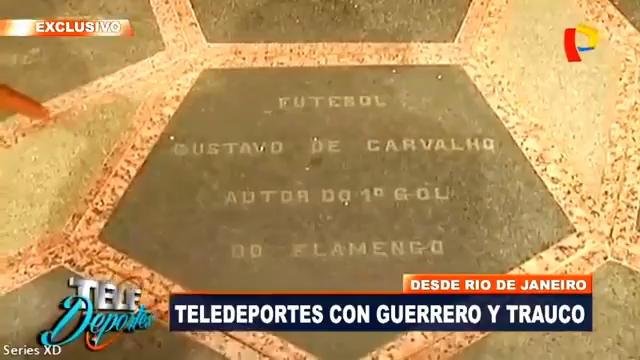 EXCLUSIVO
FUTEBOL
GUSTAVO DE CARVALHO
AUTOR DO 1º GOL
DO FLAMENGO
DESDE RIO DE JANEIRO
TELE
Deportes
TELEDEPORTES CON GUERRERO Y TRAUCO
Series XD